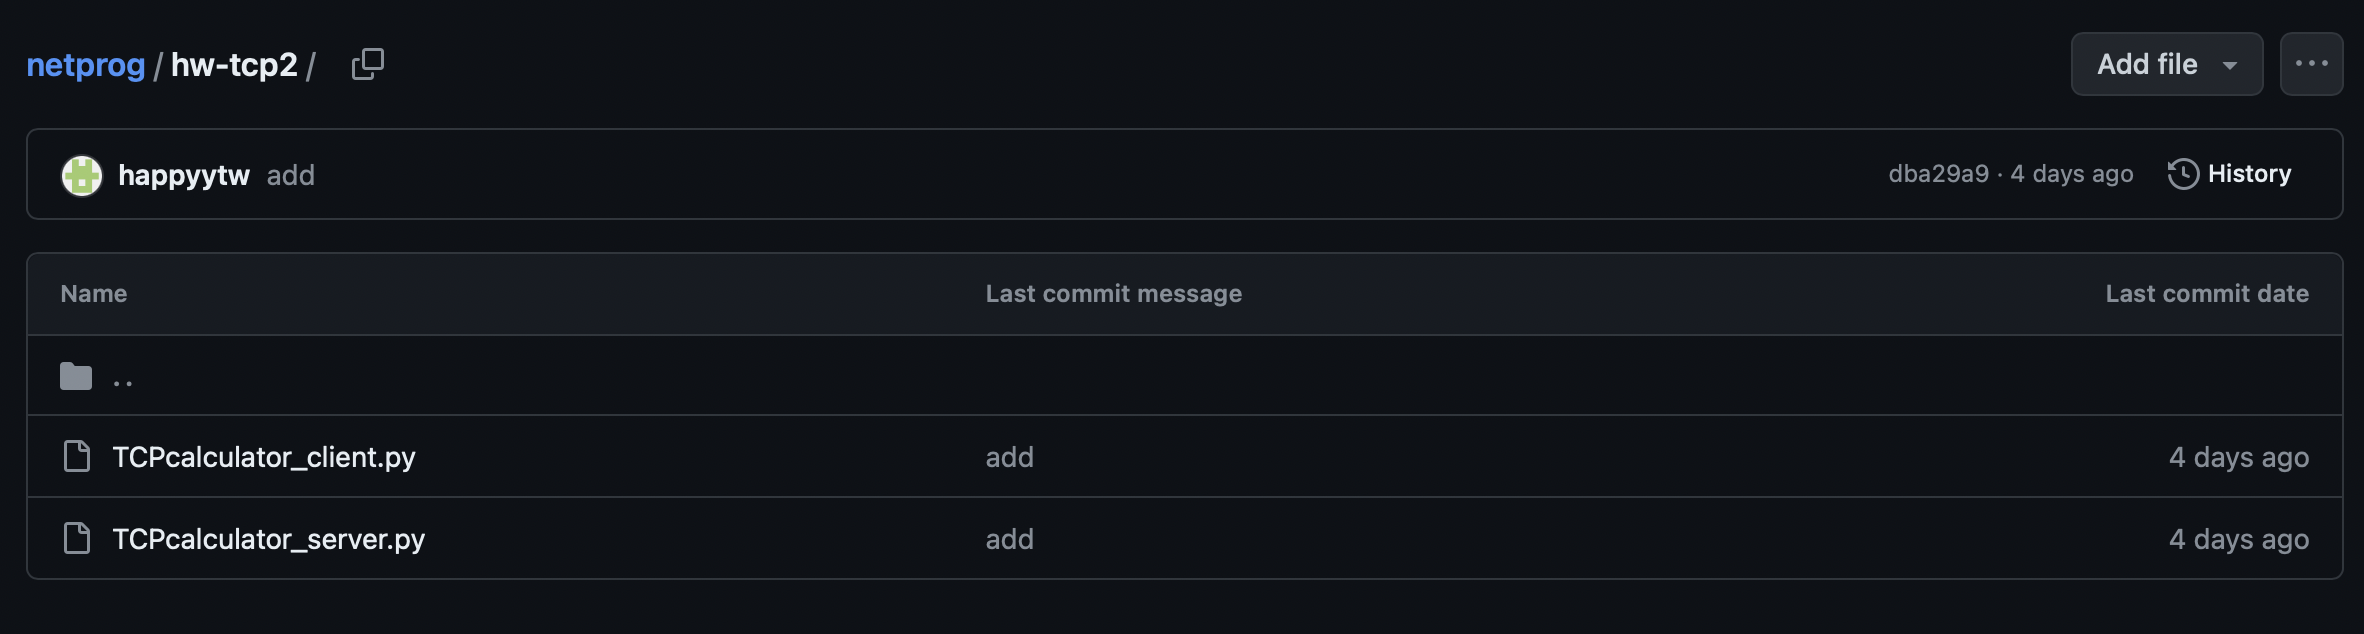 netprog / hw-tcp2 /
Add file
happyytw add
dba29a9 · 4 days ago
History
Name Last commit message Last commit date
..
TCPcalculator_client.py add 4 days ago
TCPcalculator_server.py add 4 days ago